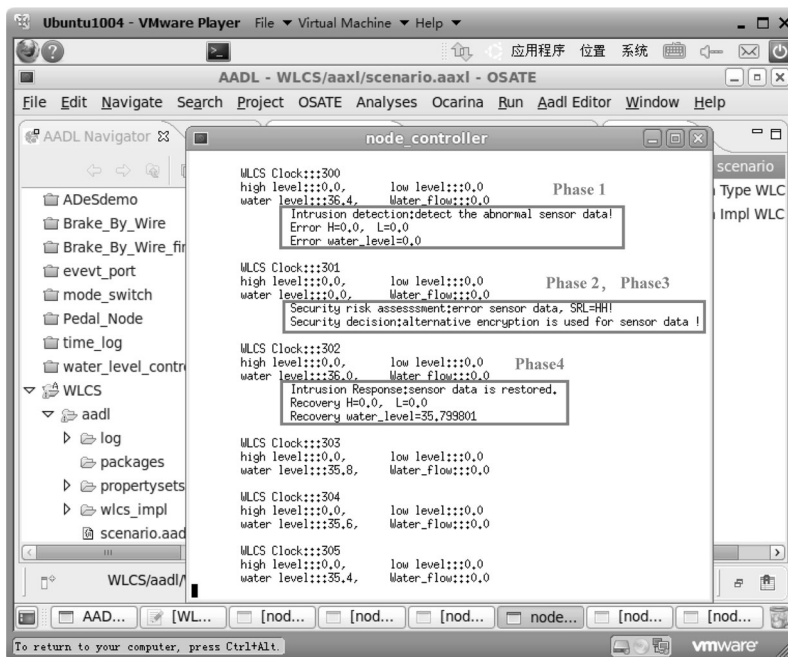 Ubuntu1004 - VMware Player File Virtual Machine Help
应用程序 位置 系统
AADL - WLCS/aaxl/scenario.aaxl - OSATE
File Edit Navigate Search Project OSATE Analyses Ocarina Run Aadl Editor Window Help
AADL Navigator
node_controller
scenario
Type WLC
Impl WLC
ADeSdemo
Brake_By_Wire
Brake_By_Wire_fir
evevt_port
mode_switch
Pedal_Node
time_log
water_level_contr
WLCS
aadl
log
packages
propertysets
wlcs_impl
scenario.aad
WLCS Clock:::300
high level:::0.0, low level:::0.0
Phase 1
water level:::36.4, Water_flow:::0.0
Intrusion detection:detect the abnormal sensor data!
Error H=0.0, L=0.0
Error water_level=0.0
WLCS Clock:::301
high level:::0.0, low level:::0.0
Phase 2, Phase3
water level:::0.0, Water_flow:::0.0
Security risk assesssment:error sensor data, SRL=HH!
Security decision:alternative encryption is used for sensor data !
WLCS Clock:::302
high level:::0.0, low level:::0.0
Phase4
water level:::36.0, Water_flow:::0.0
Intrusion Response:sensor data is restored.
Recovery H=0.0, L=0.0
Recovery water_level=35.799801
WLCS Clock:::303
high level:::0.0, low level:::0.0
water level:::35.8, Water_flow:::0.0
WLCS Clock:::304
high level:::0.0, low level:::0.0
water level:::35.6, Water_flow:::0.0
WLCS Clock:::305
high level:::0.0, low level:::0.0
water level:::35.4, Water_flow:::0.0
WLCS/aadl/
AAD... [WL... [nod... [nod... [nod... node... [nod... [nod...
To return to your computer, press Ctrl+Alt.
vmware